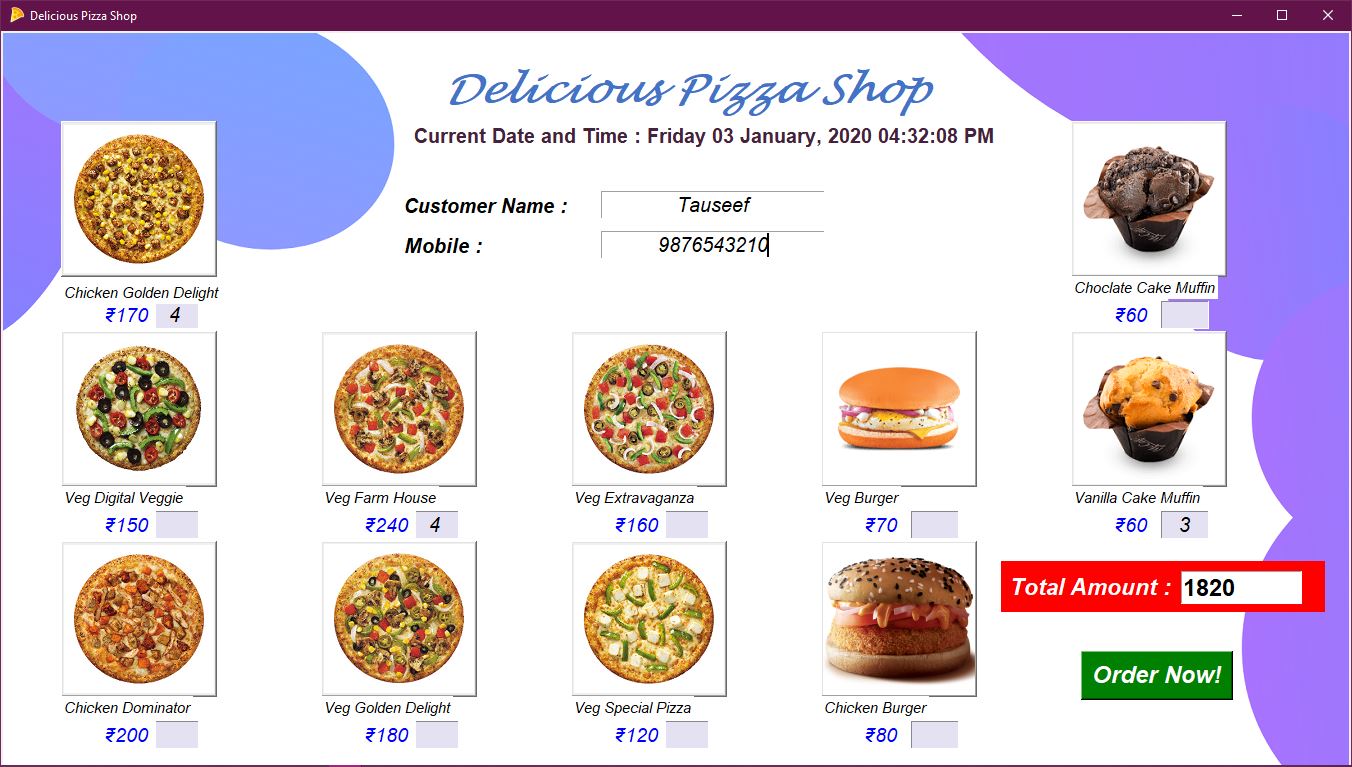 Delicious Pizza Shop
Delicious Pizza Shop
Current Date and Time : Friday 03 January, 2020 04:32:08 PM
Customer Name : Tauseef
Mobile : 9876543210
Chicken Golden Delight
₹170 4
Choclate Cake Muffin
₹60
Veg Digital Veggie
₹150
Veg Farm House
₹240 4
Veg Extravaganza
₹160
Veg Burger
₹70
Vanilla Cake Muffin
₹60 3
Chicken Dominator
₹200
Veg Golden Delight
₹180
Veg Special Pizza
₹120
Chicken Burger
₹80
Total Amount : 1820
Order Now!